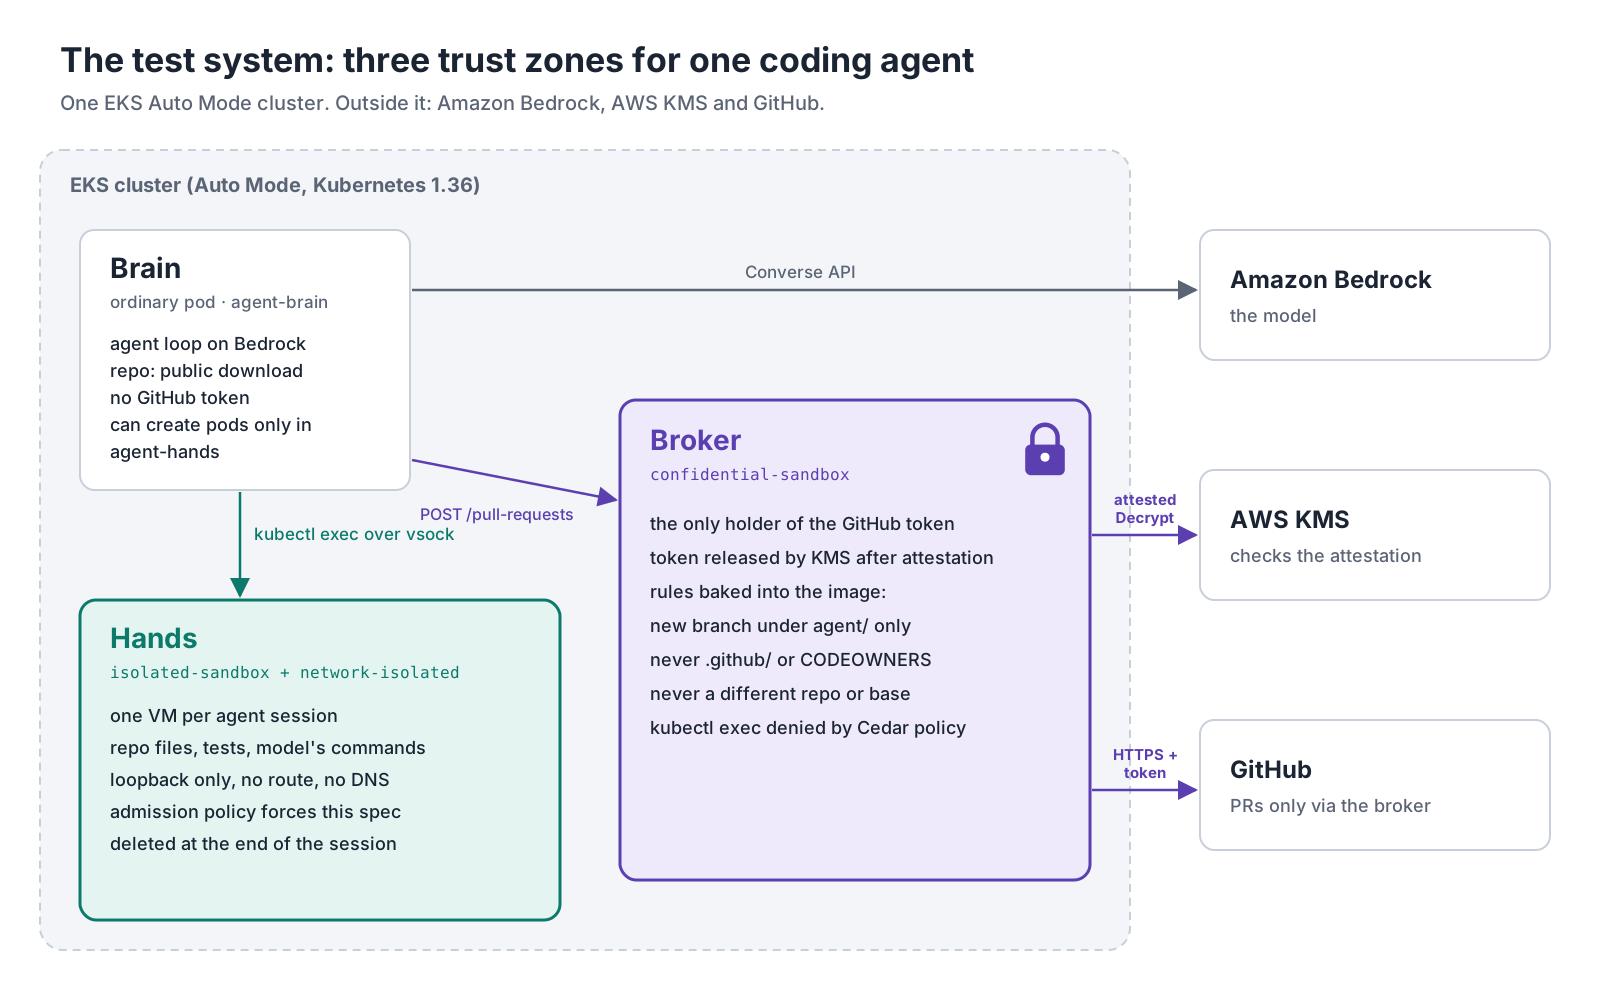 The test system: three trust zones for one coding agent
One EKS Auto Mode cluster. Outside it: Amazon Bedrock, AWS KMS and GitHub.
EKS cluster (Auto Mode, Kubernetes 1.36)
Brain
ordinary pod · agent-brain
agent loop on Bedrock
repo: public download
no GitHub token
can create pods only in
agent-hands
Converse API
Amazon Bedrock
the model
POST /pull-requests
kubectl exec over vsock
Hands
isolated-sandbox + network-isolated
one VM per agent session
repo files, tests, model's commands
loopback only, no route, no DNS
admission policy forces this spec
deleted at the end of the session
Broker
confidential-sandbox
the only holder of the GitHub token
token released by KMS after attestation
rules baked into the image:
new branch under agent/ only
never .github/ or CODEOWNERS
never a different repo or base
kubectl exec denied by Cedar policy
attested
Decrypt
AWS KMS
checks the attestation
HTTPS +
token
GitHub
PRs only via the broker